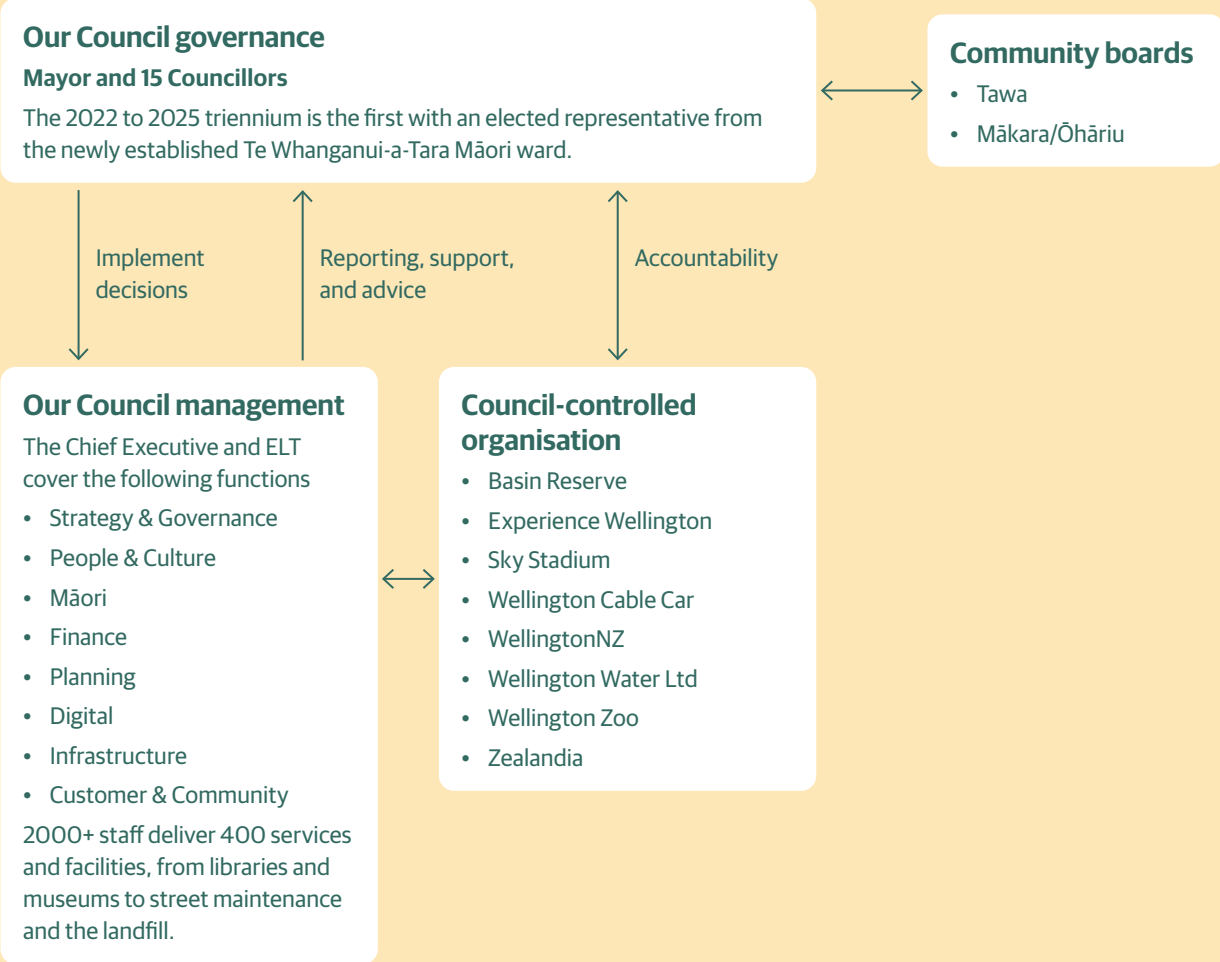 Our Council governance
Mayor and 15 Councillors
The 2022 to 2025 triennium is the first with an elected representative from
the newly established Te Whanganui-a-Tara Māori ward.
Community boards
• Tawa
• Mākara/Ōhāriu
Implement
decisions
Reporting, support,
and advice
Accountability
Our Council management
The Chief Executive and ELT
cover the following functions
• Strategy & Governance
• People & Culture
• Māori
• Finance
• Planning
• Digital
• Infrastructure
• Customer & Community
2000+ staff deliver 400 services
and facilities, from libraries and
museums to street maintenance
and the landfill.
Council-controlled
organisation
• Basin Reserve
• Experience Wellington
• Sky Stadium
• Wellington Cable Car
• WellingtonNZ
• Wellington Water Ltd
• Wellington Zoo
• Zealandia